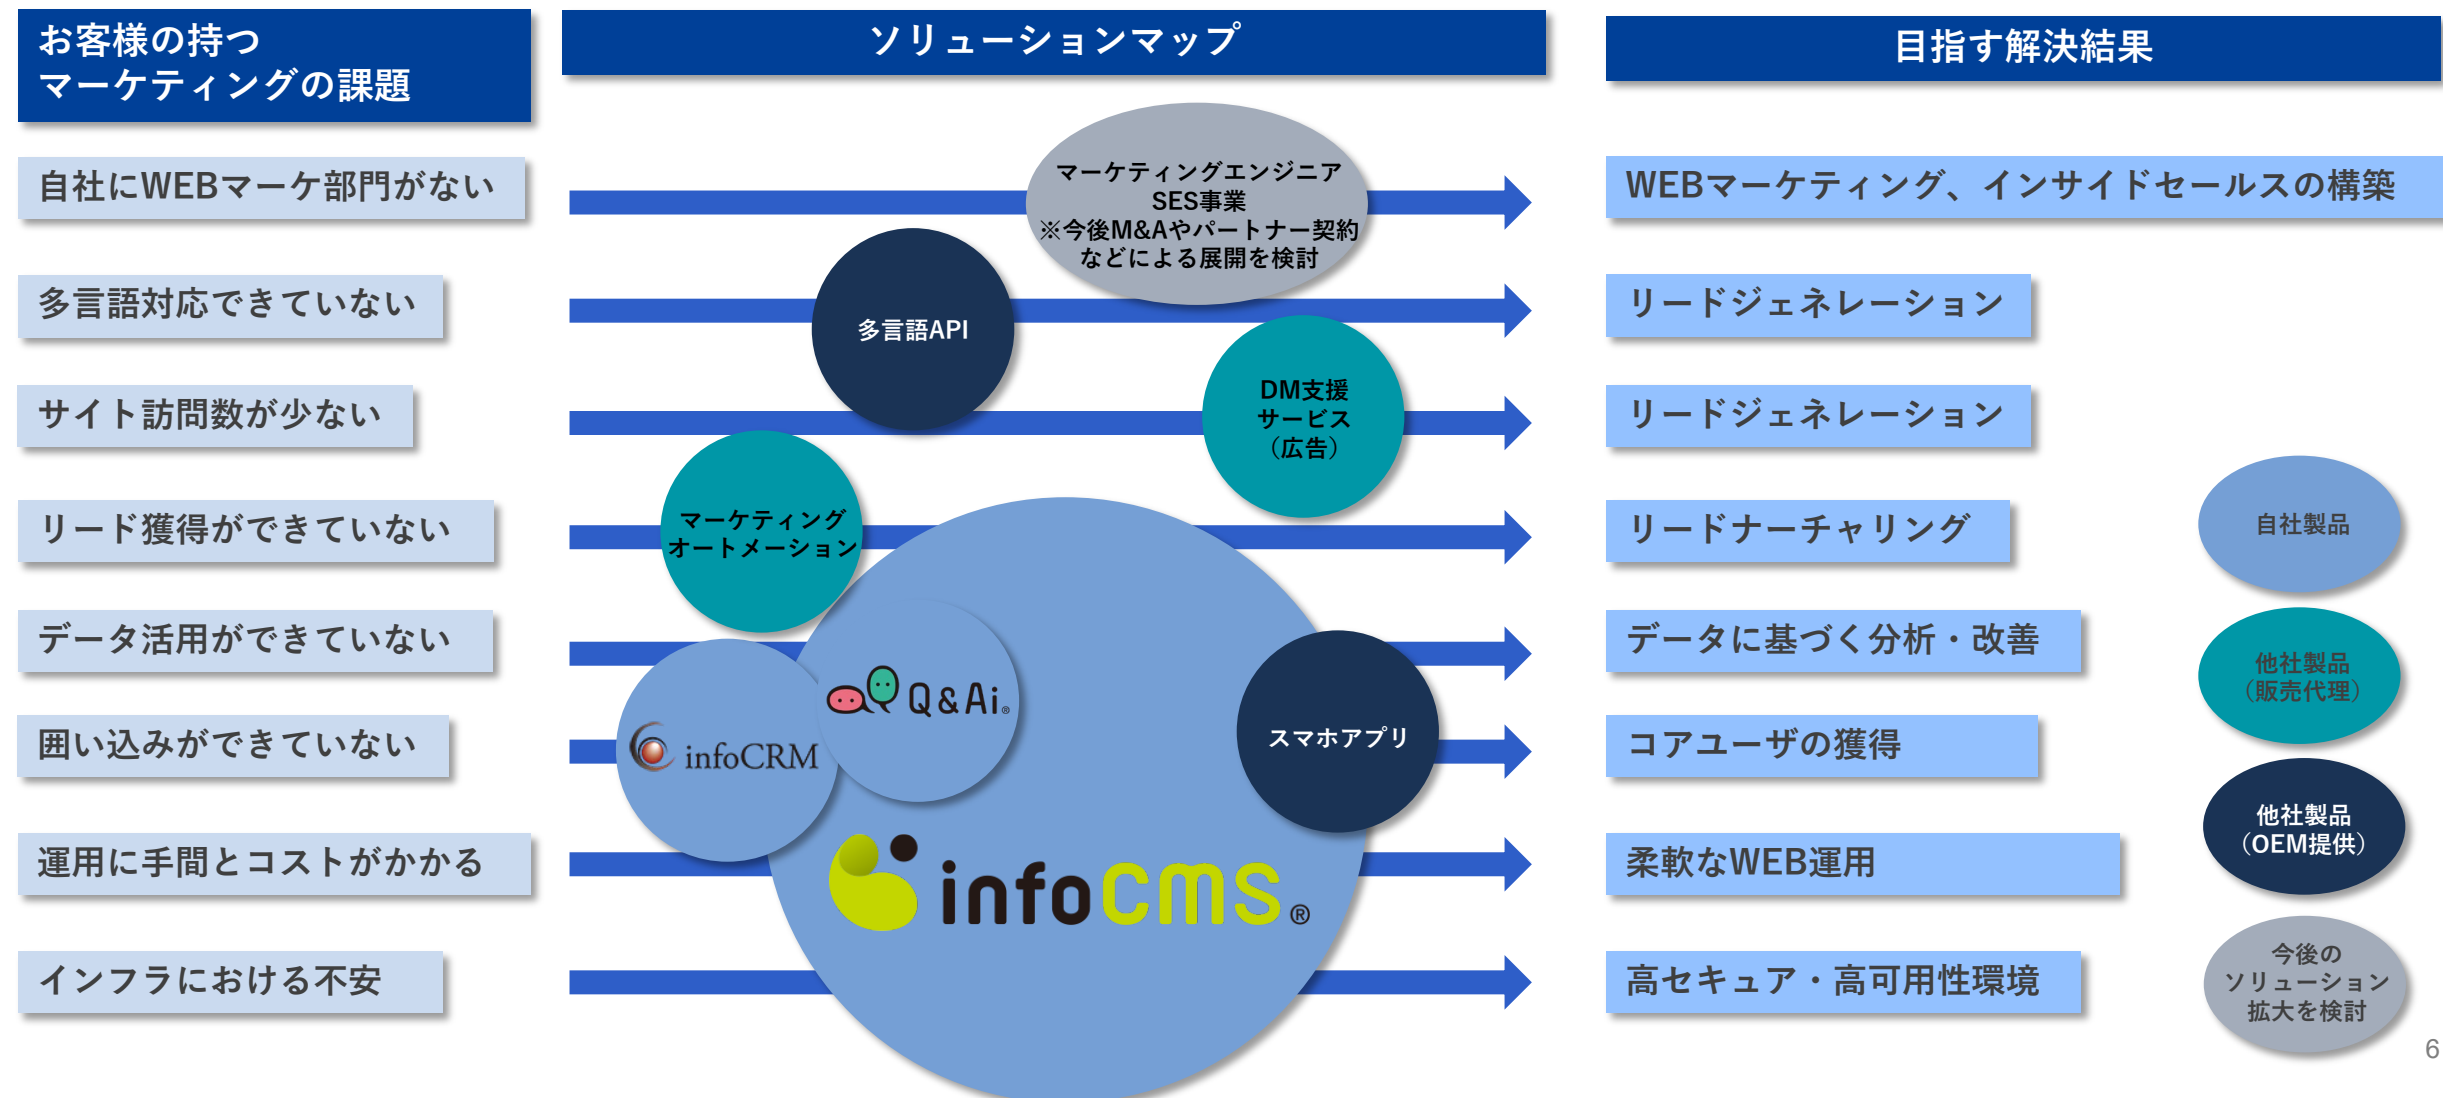 お客様の持つ
マーケティングの課題
ソリューションマップ
目指す解決結果
自社にWEBマーケ部門がない
多言語対応できていない
サイト訪問数が少ない
リード獲得ができていない
データ活用ができていない
囲い込みができていない
運用に手間とコストがかかる
インフラにおける不安
マーケティングエンジニア
SES事業
※今後M&Aやパートナー契約
などによる展開を検討
多言語API
DM支援
サービス
（広告）
マーケティング
オートメーション
Q&Ai®
infoCRM
スマホアプリ
infoCMS®
WEBマーケティング、インサイドセールスの構築
リードジェネレーション
リードジェネレーション
リードナーチャリング
データに基づく分析・改善
コアユーザの獲得
柔軟なWEB運用
高セキュア・高可用性環境
自社製品
他社製品
（販売代理）
他社製品
（OEM提供）
今後の
ソリューション
拡大を検討
6